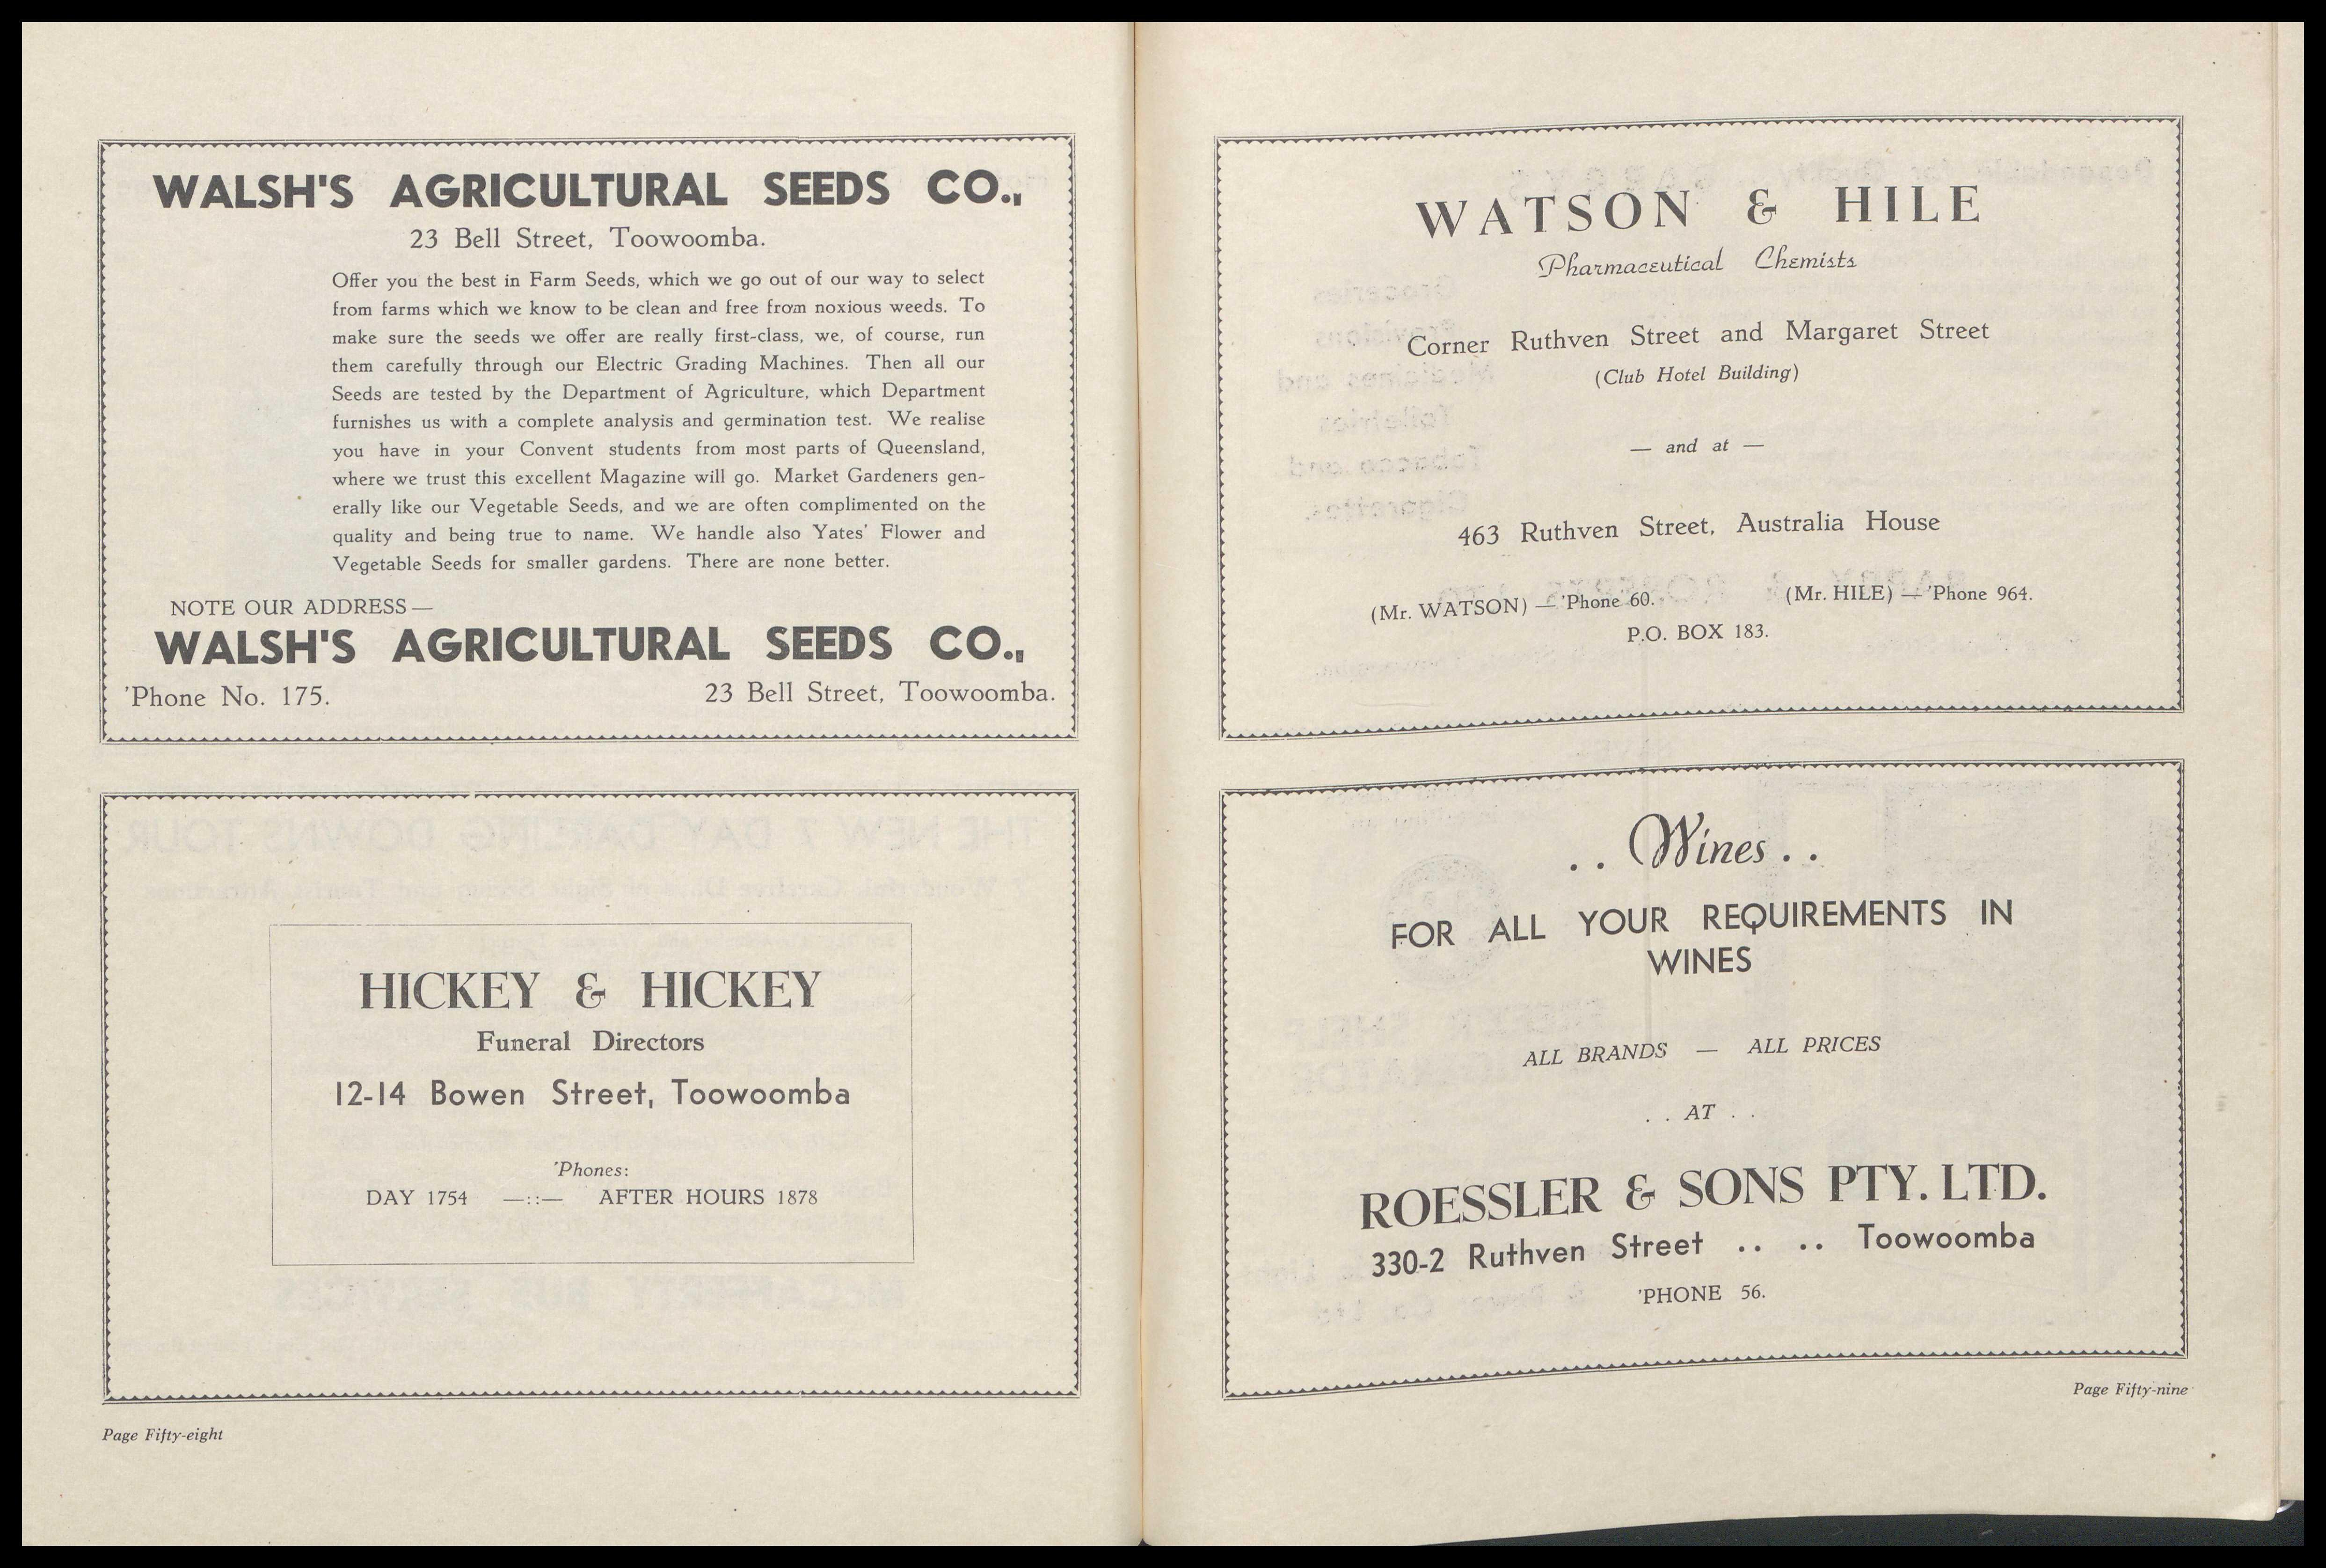 WALSH'S AGRICULTURAL SEEDS CO.,
23 Bell Street, Toowoomba.
Offer you the best in Farm Seeds, which we go out of our way to select
from farms which we know to be clean and free from noxious weeds. To
make sure the seeds we offer are really first-class, we, of course, run
them carefully through our Electric Grading Machines. Then all our
Seeds are tested by the Department of Agriculture, which Department
furnishes us with a complete analysis and germination test. We realise
you have in your Convent students from most parts of Queensland,
where we trust this excellent Magazine will go. Market Gardeners gen-
erally like our Vegetable Seeds, and we are often complimented on the
quality and being true to name. We handle also Yates' Flower and
Vegetable Seeds for smaller gardens. There are none better.
NOTE OUR ADDRESS—
WALSH'S AGRICULTURAL SEEDS CO.,
'Phone No. 175. 23 Bell Street, Toowoomba.
HICKEY & HICKEY
Funeral Directors
12-14 Bowen Street, Toowoomba
'Phones:
DAY 1754 —::— AFTER HOURS 1878
Page Fifty-eight
WATSON & HILE
Pharmaceutical Chemists
Corner Ruthven Street and Margaret Street
(Club Hotel Building)
— and at —
463 Ruthven Street, Australia House
(Mr. WATSON) — 'Phone 60. (Mr. HILE) — 'Phone 964.
P.O. BOX 183.
. . Wines . .
FOR ALL YOUR REQUIREMENTS IN
WINES
ALL BRANDS — ALL PRICES
. . AT . .
ROESSLER & SONS PTY. LTD.
330-2 Ruthven Street .. .. Toowoomba
'PHONE 56.
Page Fifty-nine